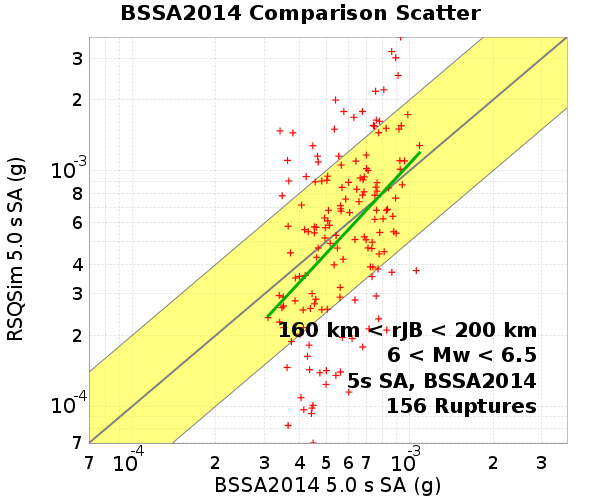 BSSA2014 Comparison Scatter
RSQSim 5.0 s SA (g)
3
2
10-3
8
6
4
3
2
10-4
7
160 km < rJB < 200 km
6 < Mw < 6.5
5s SA, BSSA2014
156 Ruptures
7 10-4 2 3 4 5 6 7 10-3 2 3
BSSA2014 5.0 s SA (g)